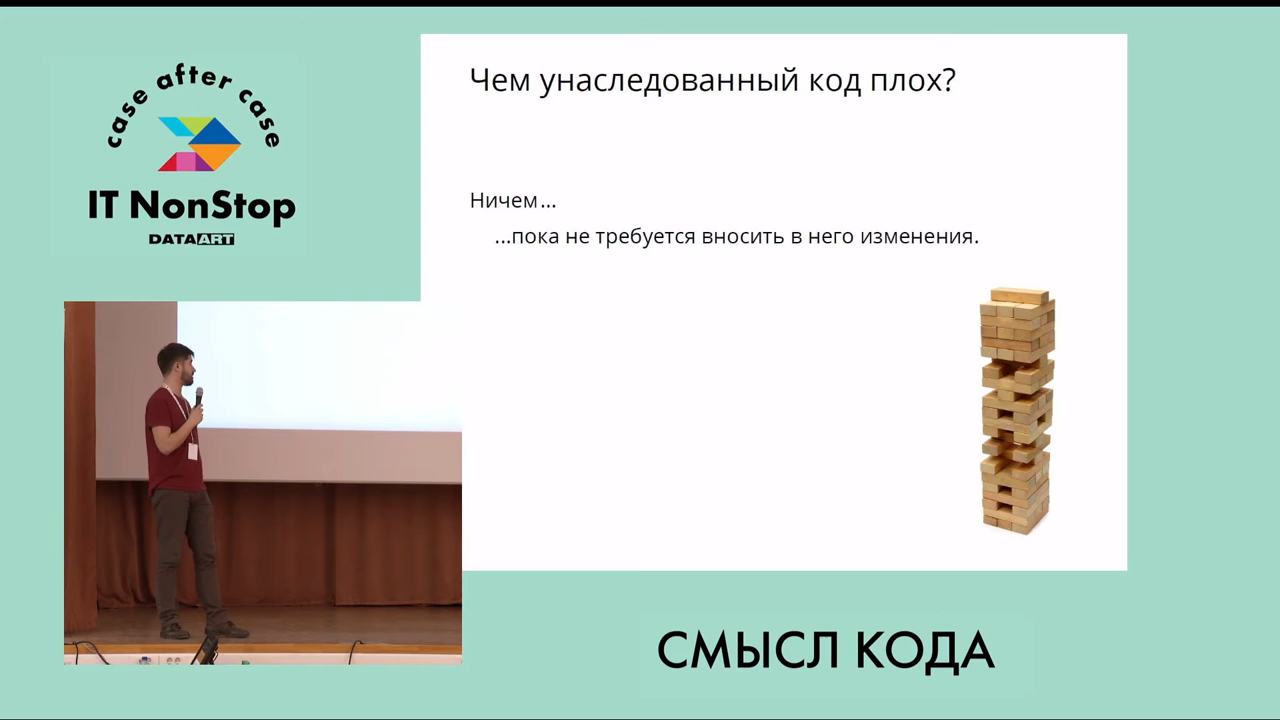 case after case
IT NonStop
DATAART
Чем унаследованный код плох?
Ничем...
...пока не требуется вносить в него изменения.
СМЫСЛ КОДА